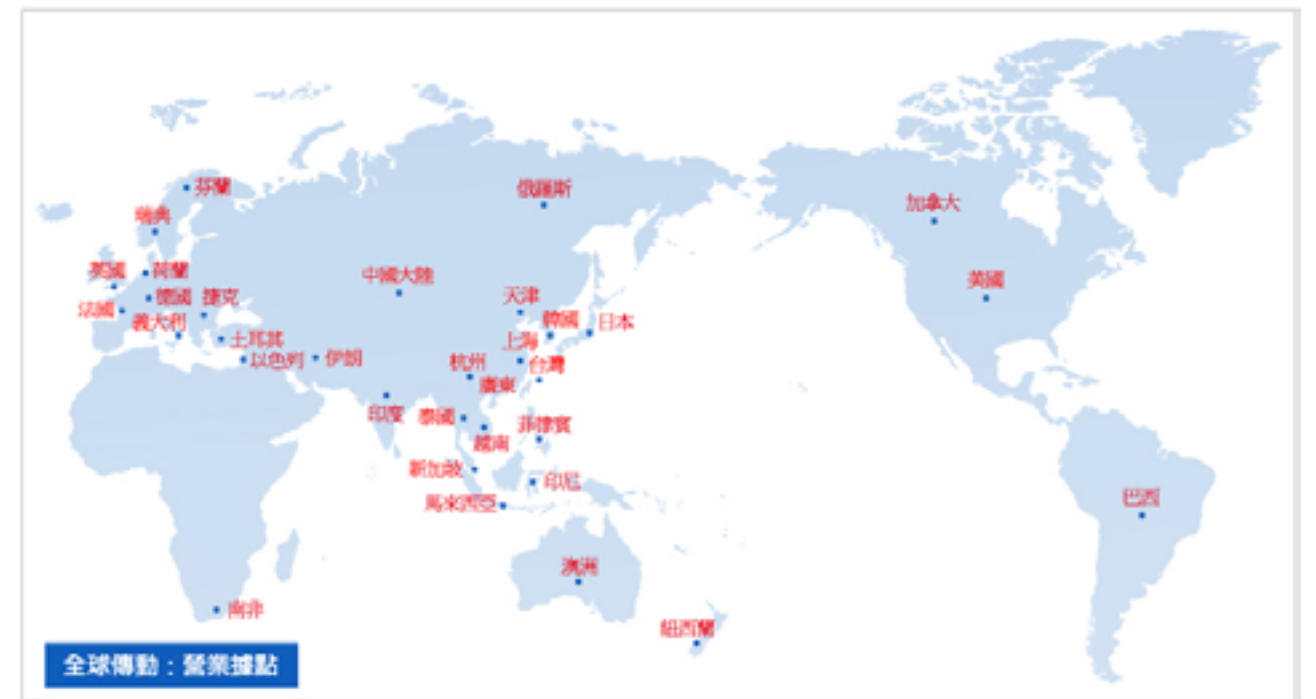 芬蘭
俄羅斯
瑞典
加拿大
英國
荷蘭
中國大陸
美國
德國
捷克
法國
天津
義大利
韓國
日本
土耳其
上海
以色列
伊朗
杭州
台灣
廣東
印度
泰國
菲律賓
越南
新加坡
印尼
馬來西亞
巴西
澳洲
南非
紐西蘭
全球傳動：營業據點